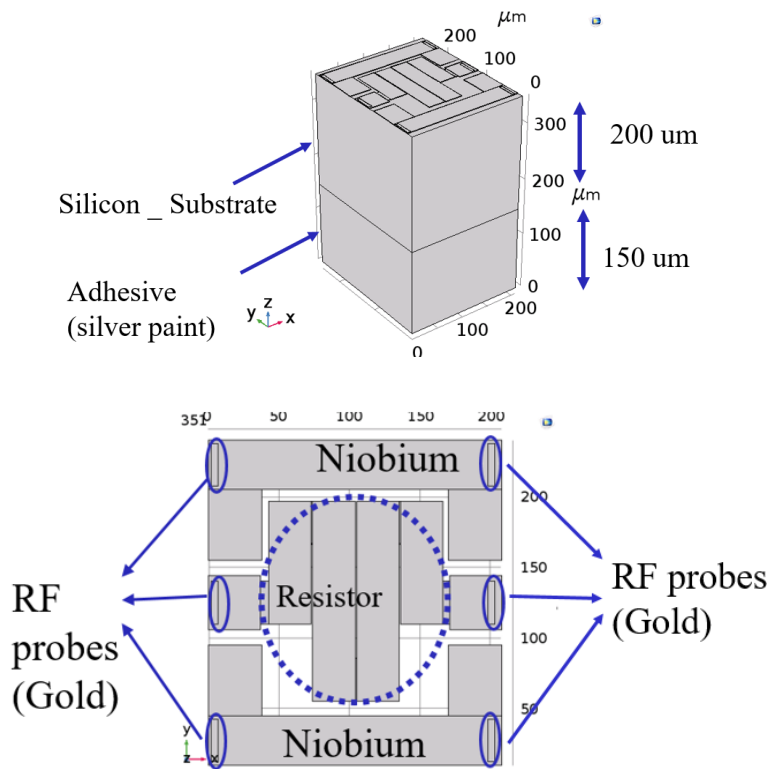 μm
200
100
0
300
200 um
200
μm
Silicon _ Substrate
100
150 um
Adhesive
(silver paint)
0
200
y z x
100
0
351 0 50 100 150 200
Niobium
200
150
RF probes
(Gold)
RF
probes
(Gold)
Resistor
100
50
Niobium
y
z x